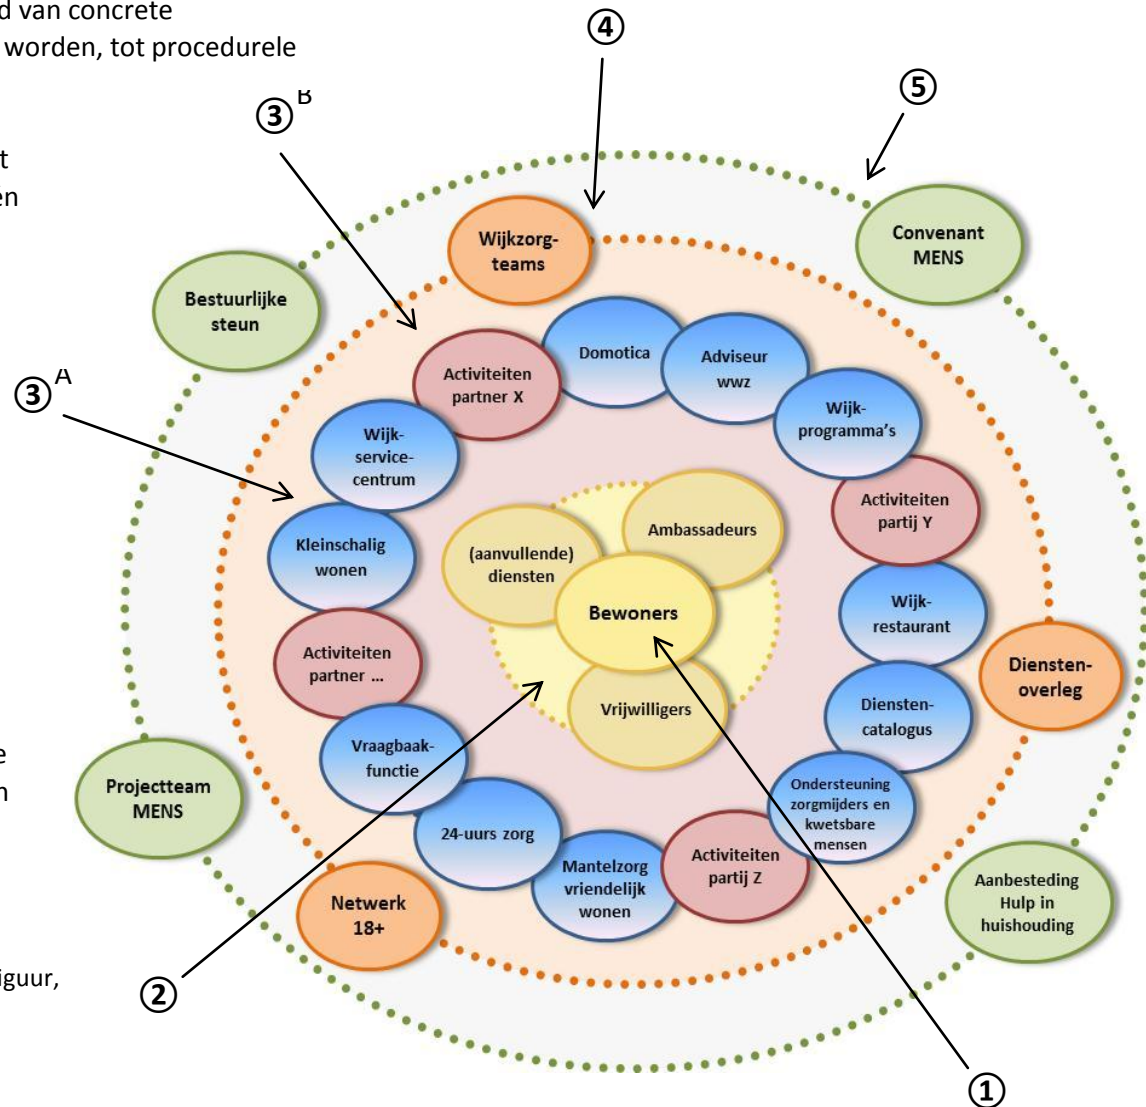 d van concrete
worden, tot procedurele
t
én
e
n
iguur,
④
⑤
③ B
③ A
②
①
Wijkzorg-
teams
Convenant
MENS
Bestuurlijke
steun
Domotica
Adviseur
wwz
Activiteiten
partner X
Wijk-
programma's
Wijk-
service-
centrum
Activiteiten
partij Y
Kleinschalig
wonen
Ambassadeurs
(aanvullende)
diensten
Bewoners
Vrijwilligers
Wijk-
restaurant
Activiteiten
partner ...
Diensten-
overleg
Diensten-
catalogus
Vraagbaak-
functie
Projectteam
MENS
Ondersteuning
zorgmijders en
kwetsbare
mensen
24-uurs zorg
Mantelzorg
vriendelijk
wonen
Activiteiten
partij Z
Netwerk
18+
Aanbesteding
Hulp in
huishouding